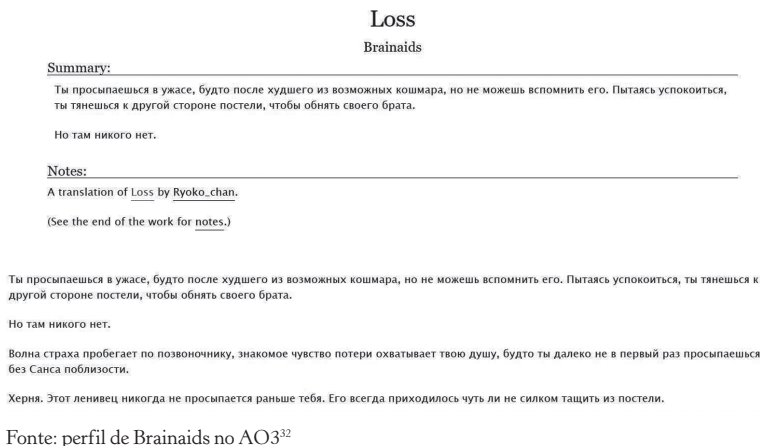 Loss
Brainaids
Summary:
Ты просыпаешься в ужасе, будто после худшего из возможных кошмара, но не можешь вспомнить его. Пытаясь успокоиться,
ты тянешься к другой стороне постели, чтобы обнять своего брата.
Но там никого нет.
Notes:
A translation of Loss by Ryoko_chan.
(See the end of the work for notes.)
Ты просыпаешься в ужасе, будто после худшего из возможных кошмара, но не можешь вспомнить его. Пытаясь успокоиться, ты тянешься к
другой стороне постели, чтобы обнять своего брата.
Но там никого нет.
Волна страха пробегает по позвоночнику, знакомое чувство потери охватывает твою душу, будто ты далеко не в первый раз просыпаешься
без Санса поблизости.
Херня. Этот ленивец никогда не просыпается раньше тебя. Его всегда приходилось чуть ли не силком тащить из постели.
Fonte: perfil de Brainaids no AO3³²